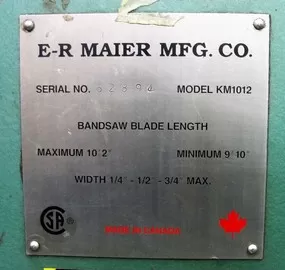 E-R MAIER MFG. CO.
SERIAL NO. MODEL KM1012
BANDSAW BLADE LENGTH
MAXIMUM 10'2" MINIMUM 9'10"
WIDTH 1/4" - 1/2" - 3/4" MAX.
MADE IN CANADA